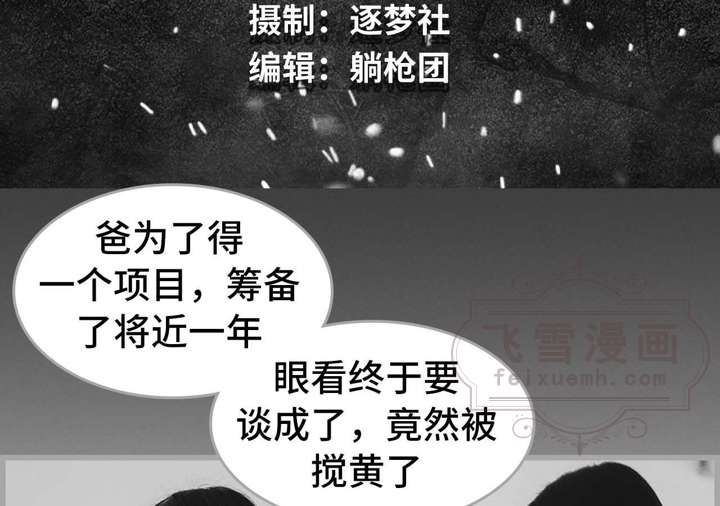 摄制：逐梦社
编辑：躺枪团
爸为了得
一个项目，筹备
了将近一年
眼看终于要
谈成了，竟然被
搅黄了
飞雪漫画
feixuemh.com